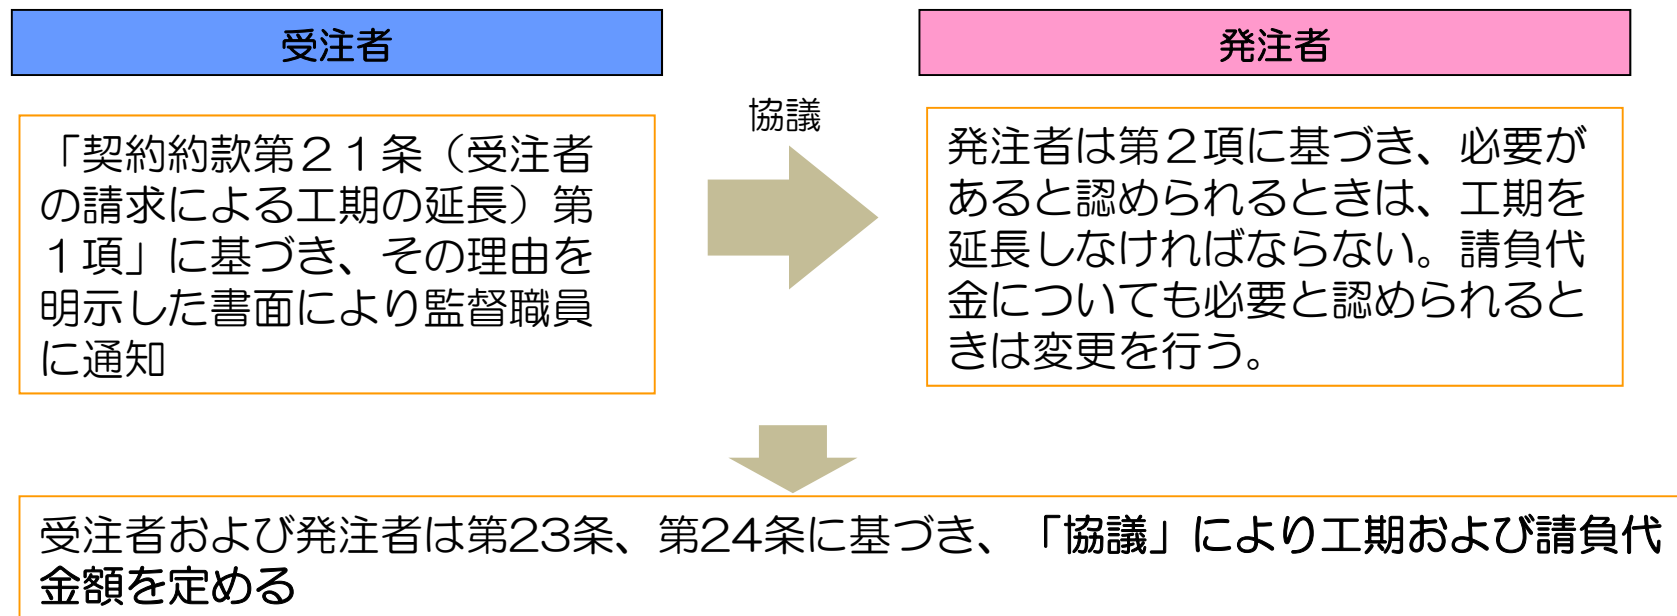 受注者
発注者
「契約約款第２１条（受注者
の請求による工期の延長）第
１項」に基づき、その理由を
明示した書面により監督職員
に通知
協議
発注者は第２項に基づき、必要が
あると認められるときは、工期を
延長しなければならない。請負代
金についても必要と認められると
きは変更を行う。
受注者および発注者は第23条、第24条に基づき、「協議」により工期および請負代
金額を定める